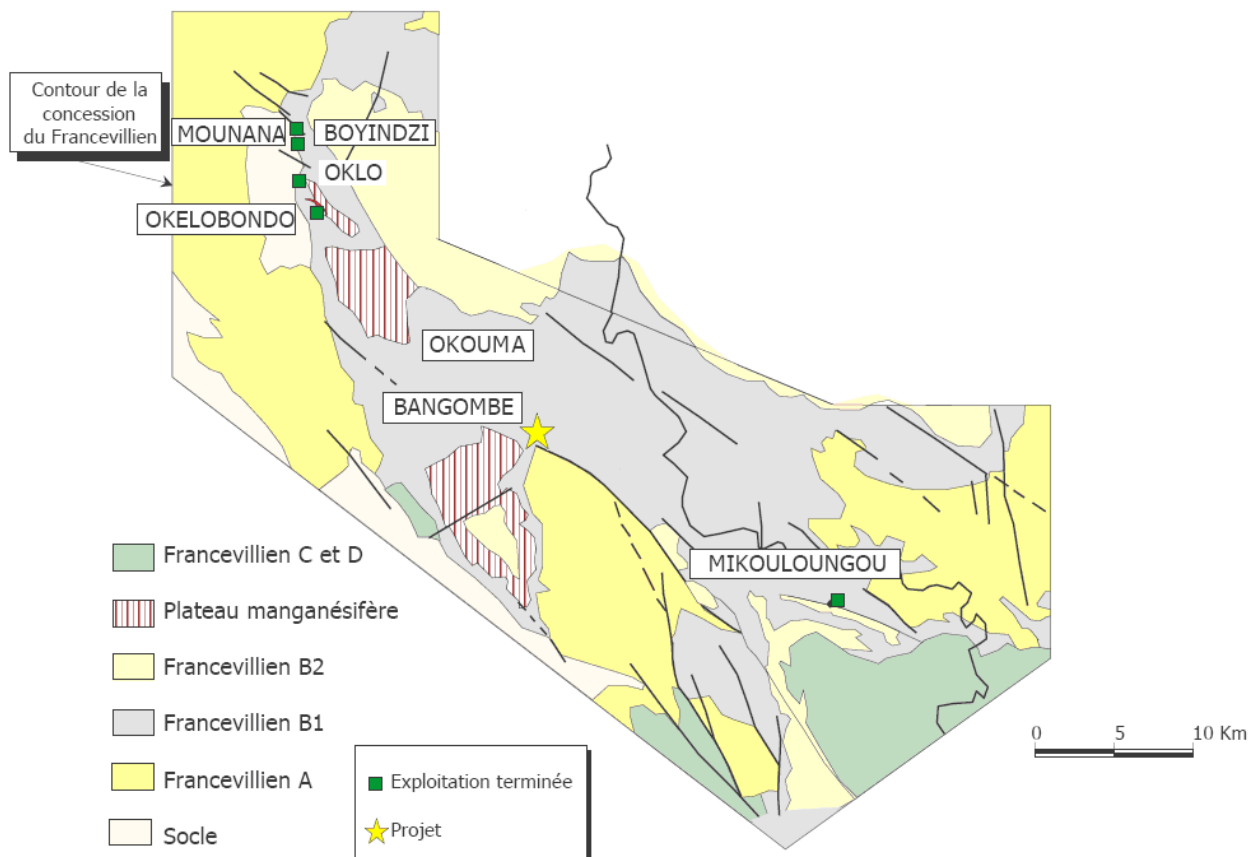 Contour de la
concession
du Francevillien
MOUNANA
BOYINDZI
OKLO
OKELOBONDO
OKOUMA
BANGOMBE
MIKOULOUNGOU
Francevillien C et D
Plateau manganésifère
Francevillien B2
Francevillien B1
Francevillien A
Socle
Exploitation terminée
Projet
0 5 10 Km